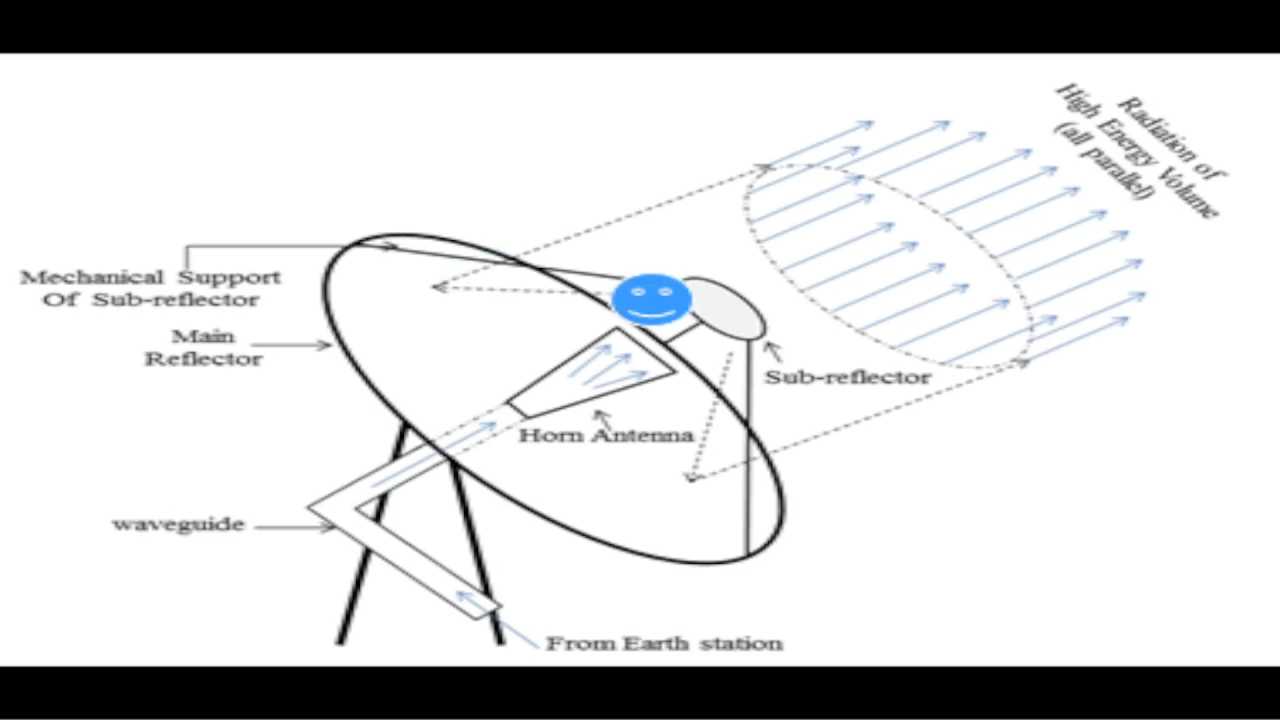 Radiation of
High Energy Volume
(all parallel)
Mechanical Support
Of Sub-reflector
Main
Reflector
Sub-reflector
Horn Antenna
waveguide
From Earth station